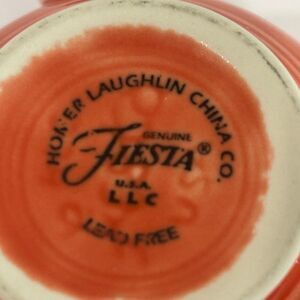 HOMER LAUGHLIN CHINA CO.
GENUINE
FIESTA®
U.S.A.
LLC
LEAD FREE